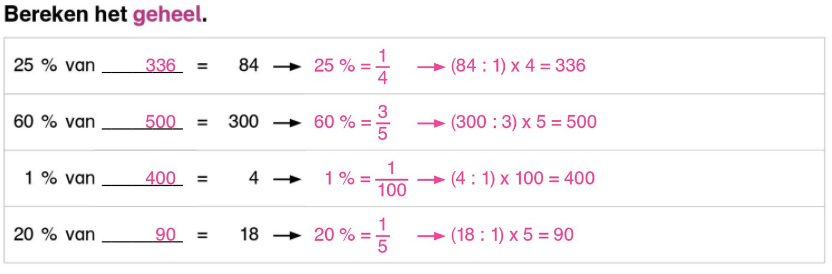 Bereken het geheel.
25 % van 336 = 84 → 25 % = 1/4 → (84 : 1) x 4 = 336
60 % van 500 = 300 → 60 % = 3/5 → (300 : 3) x 5 = 500
1 % van 400 = 4 → 1 % = 1/100 → (4 : 1) x 100 = 400
20 % van 90 = 18 → 20 % = 1/5 → (18 : 1) x 5 = 90